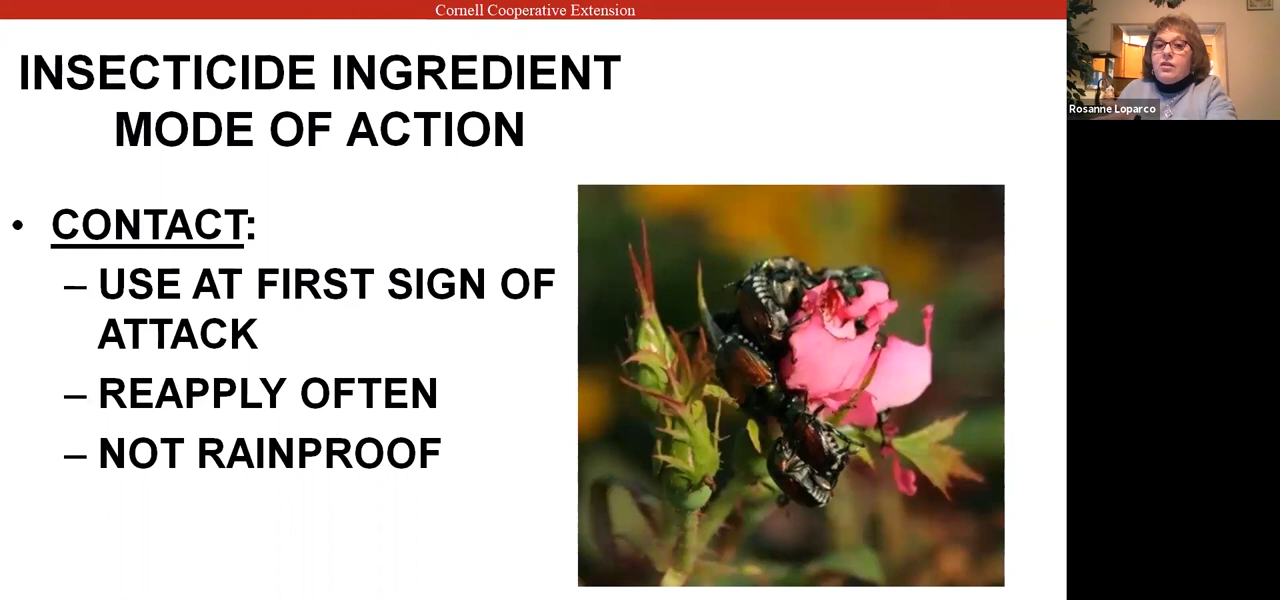 Cornell Cooperative Extension
INSECTICIDE INGREDIENT
MODE OF ACTION
• CONTACT:
– USE AT FIRST SIGN OF
ATTACK
– REAPPLY OFTEN
– NOT RAINPROOF
Rosanne Loparco